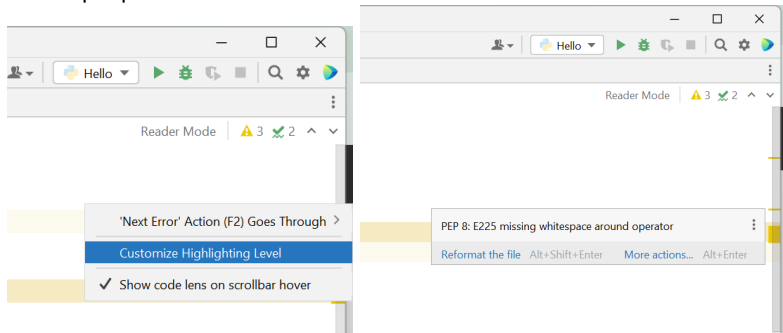 Hello
Reader Mode 3 2
'Next Error' Action (F2) Goes Through
Customize Highlighting Level
Show code lens on scrollbar hover
Hello
Reader Mode 3 2
PEP 8: E225 missing whitespace around operator
Reformat the file Alt+Shift+Enter More actions... Alt+Enter